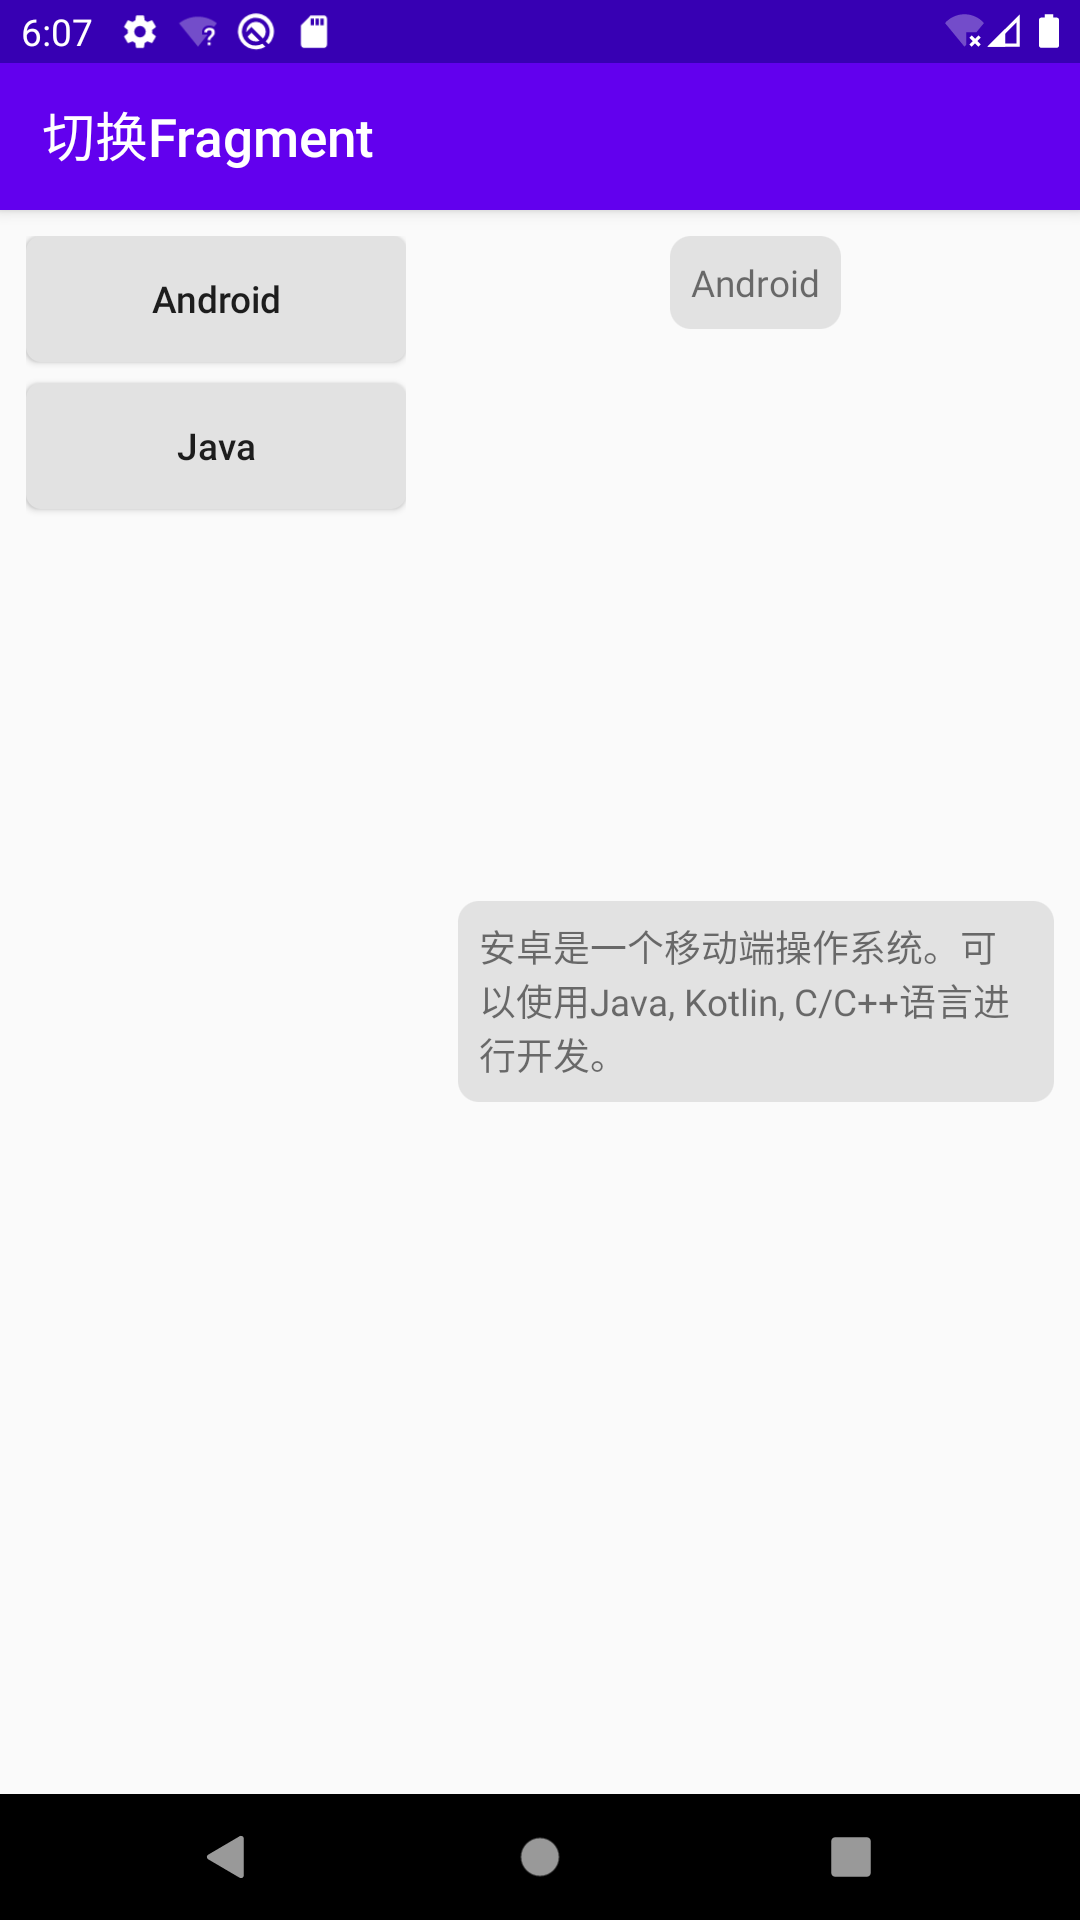 6:07
切换Fragment
Android
Android
Java
安卓是一个移动端操作系统。可
以使用Java, Kotlin, C/C++语言进
行开发。